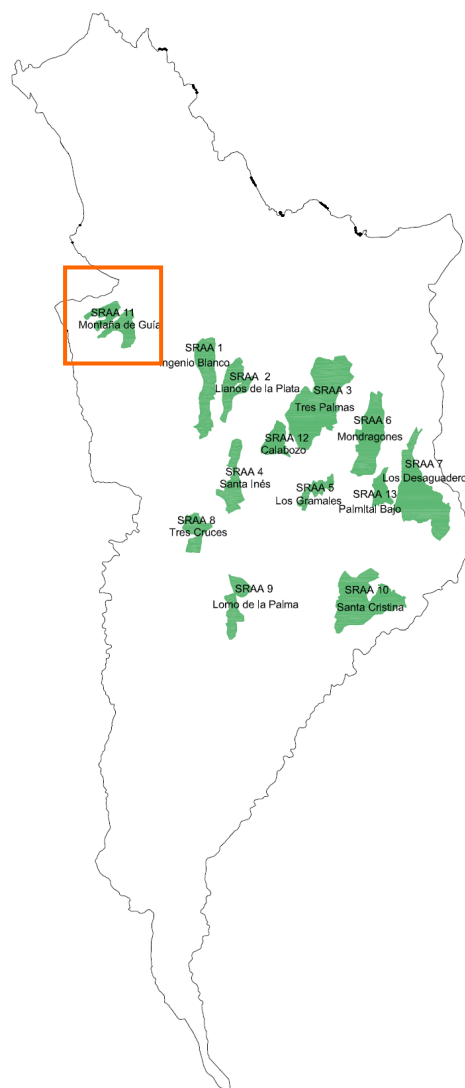 SRAA 11
Montaña de Guía
SRAA 1
Ingenio Blanco
SRAA 2
Llanos de la Plata
SRAA 3
Tres Palmas
SRAA 6
Mondragones
SRAA 12
Calabozo
SRAA 7
Los Desaguadero
SRAA 4
Santa Inés
SRAA 5
Los Gramales
SRAA 13
Palmital Bajo
SRAA 8
Tres Cruces
SRAA 9
Lomo de la Palma
SRAA 10
Santa Cristina